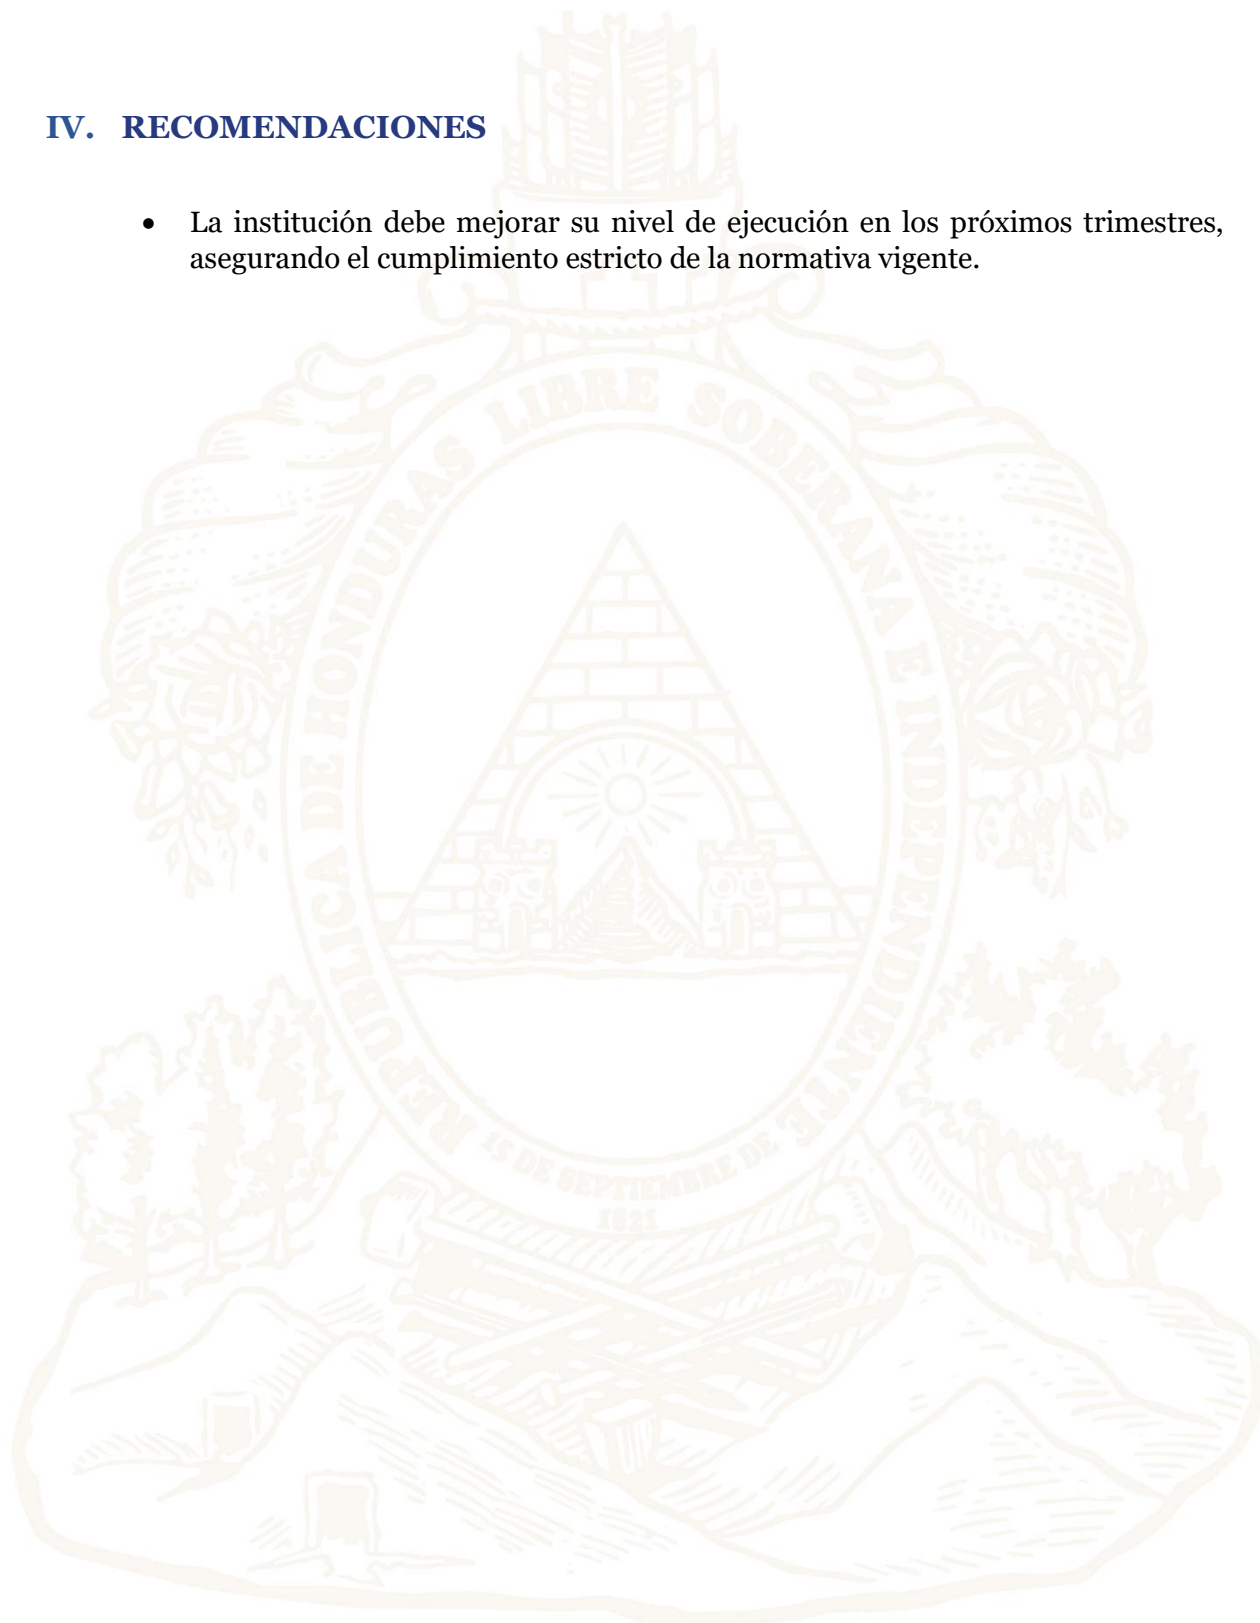 IV. RECOMENDACIONES
• La institución debe mejorar su nivel de ejecución en los próximos trimestres,
asegurando el cumplimiento estricto de la normativa vigente.
REPUBLICA DE HONDURAS LIBRE SOBERANA E INDEPENDIENTE
15 DE SEPTIEMBRE DE
1821